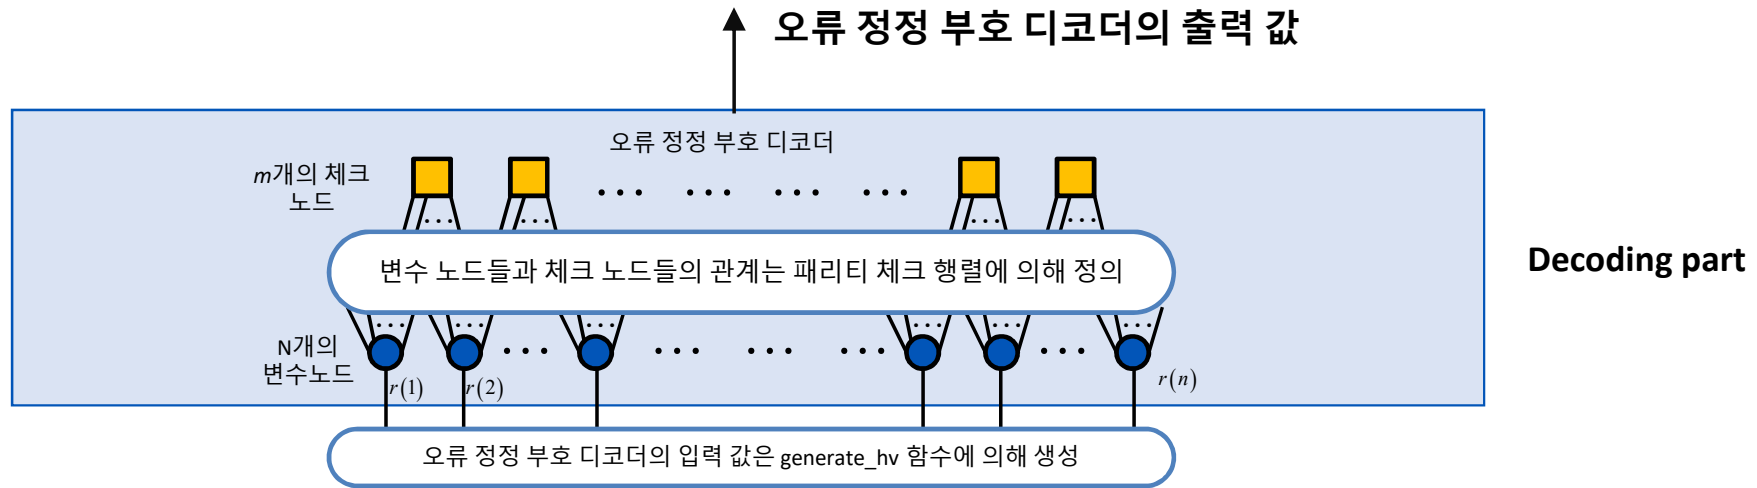 오류 정정 부호 디코더의 출력 값
오류 정정 부호 디코더
m개의 체크
노드
변수 노드들과 체크 노드들의 관계는 패리티 체크 행렬에 의해 정의
Decoding part
N개의
변수노드
r(1)
r(2)
r(n)
오류 정정 부호 디코더의 입력 값은 generate_hv 함수에 의해 생성